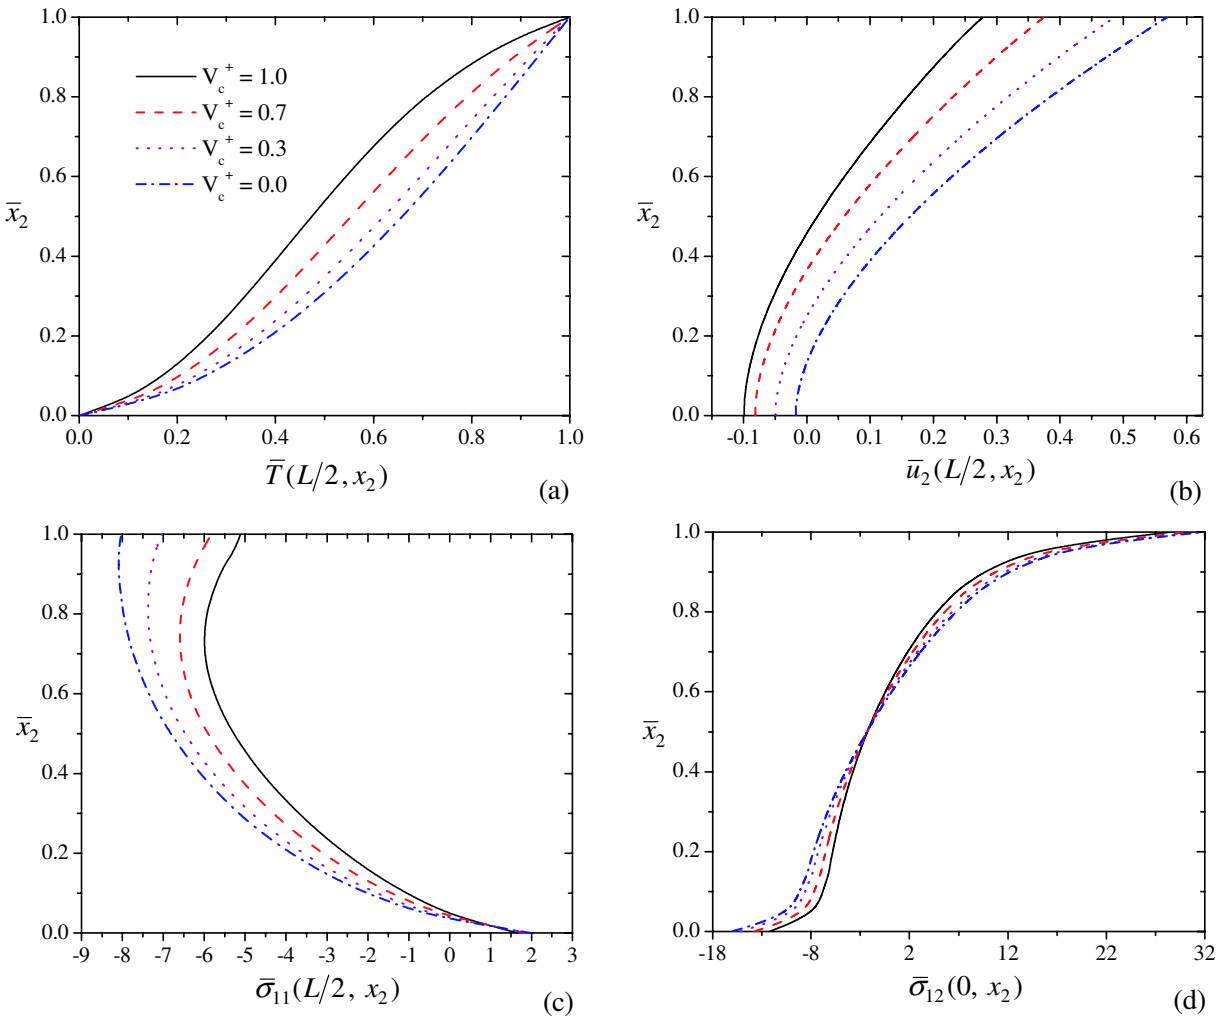 1.0
0.8
0.6
0.4
0.2
0.0
x̄₂
V_c⁺ = 1.0
V_c⁺ = 0.7
V_c⁺ = 0.3
V_c⁺ = 0.0
0.0 0.2 0.4 0.6 0.8 1.0
T̄(L/2, x₂)
(a)
1.0
0.8
0.6
0.4
0.2
0.0
x̄₂
-0.1 0.0 0.1 0.2 0.3 0.4 0.5 0.6
ū₂(L/2, x₂)
(b)
1.0
0.8
0.6
0.4
0.2
0.0
x̄₂
-9 -8 -7 -6 -5 -4 -3 -2 -1 0 1 2 3
σ̄₁₁(L/2, x₂)
(c)
1.0
0.8
0.6
0.4
0.2
0.0
x̄₂
-18 -8 2 12 22 32
σ̄₁₂(0, x₂)
(d)